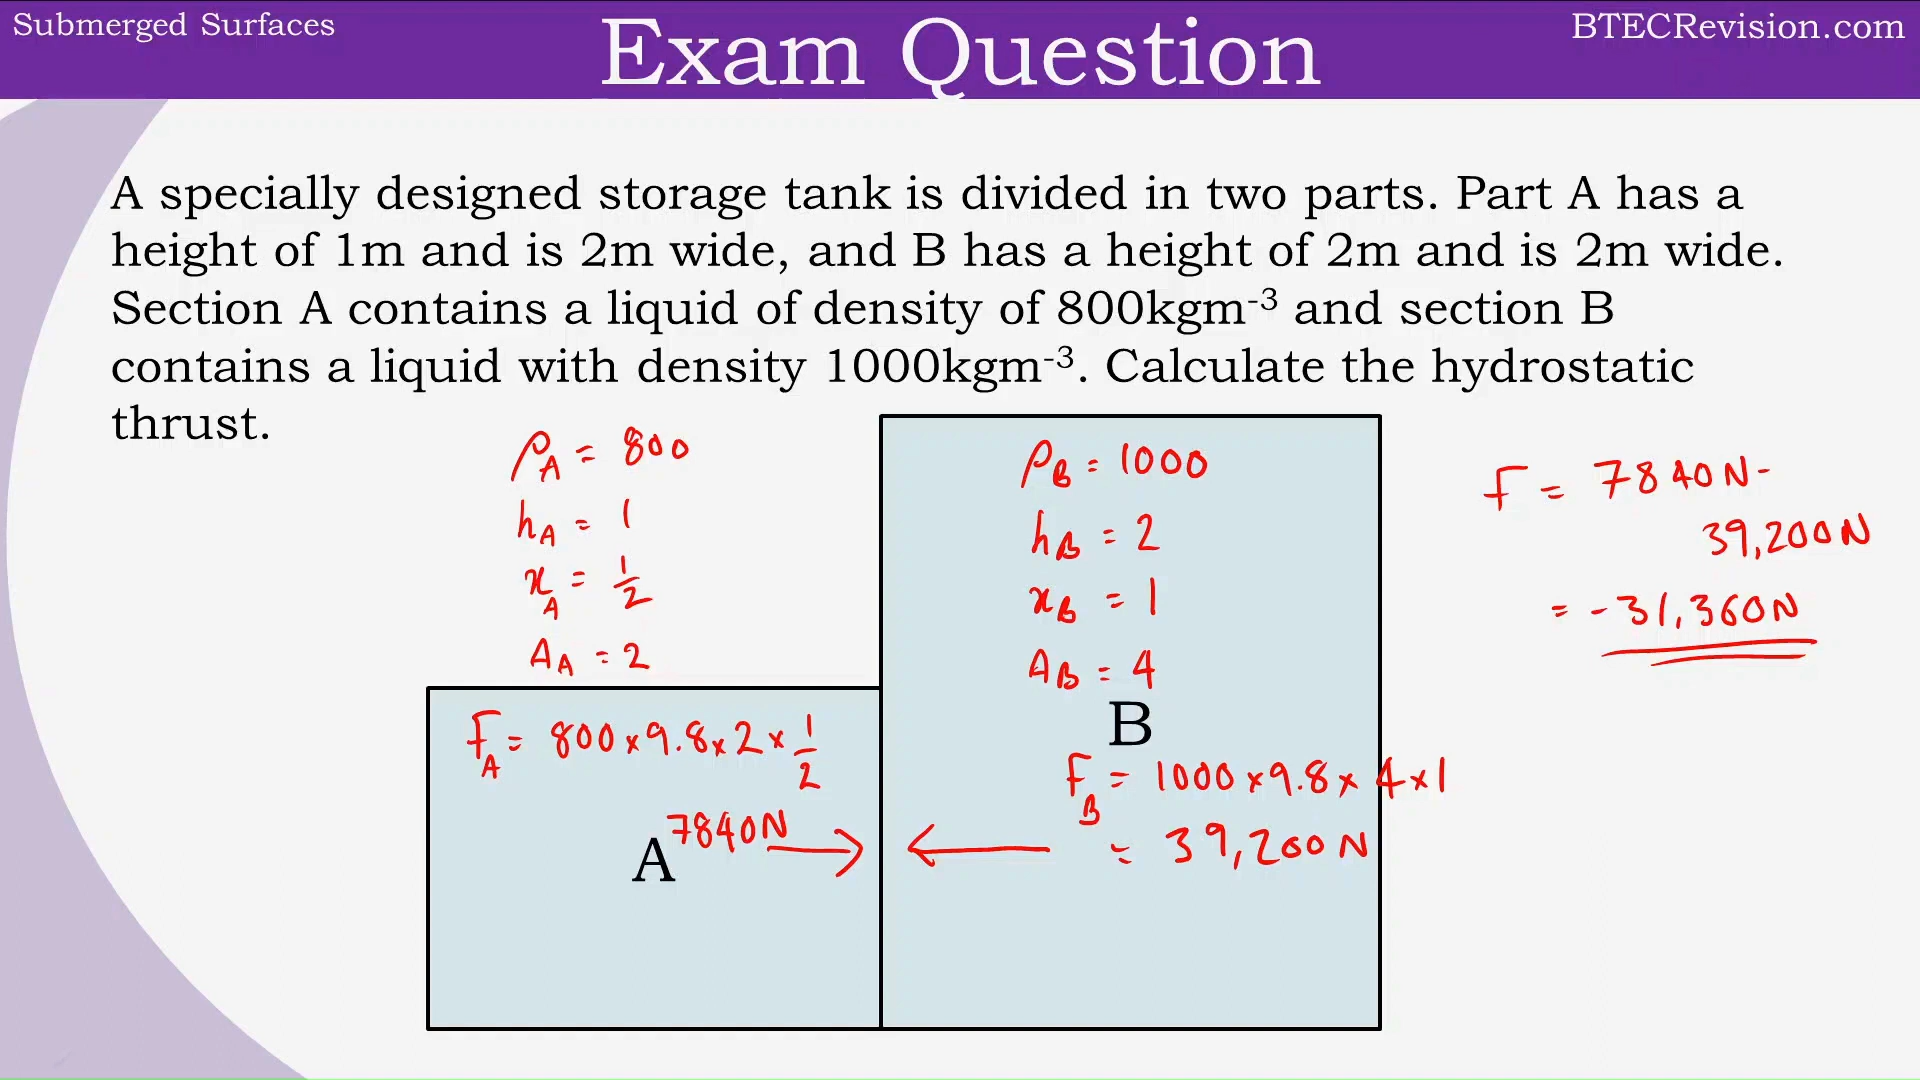 Submerged Surfaces
Exam Question
BTECRevision.com
A specially designed storage tank is divided in two parts. Part A has a
height of 1m and is 2m wide, and B has a height of 2m and is 2m wide.
Section A contains a liquid of density of 800kgm⁻³ and section B
contains a liquid with density 1000kgm⁻³. Calculate the hydrostatic
thrust.
ρA = 800
hA = 1
xA = 1/2
AA = 2
FA = 800×9.8×2×1/2
7840N
A
ρB = 1000
hB = 2
xB = 1
AB = 4
B
FB = 1000×9.8×4×1
= 39,200N
F = 7840N-
39,200N
= -31,360N